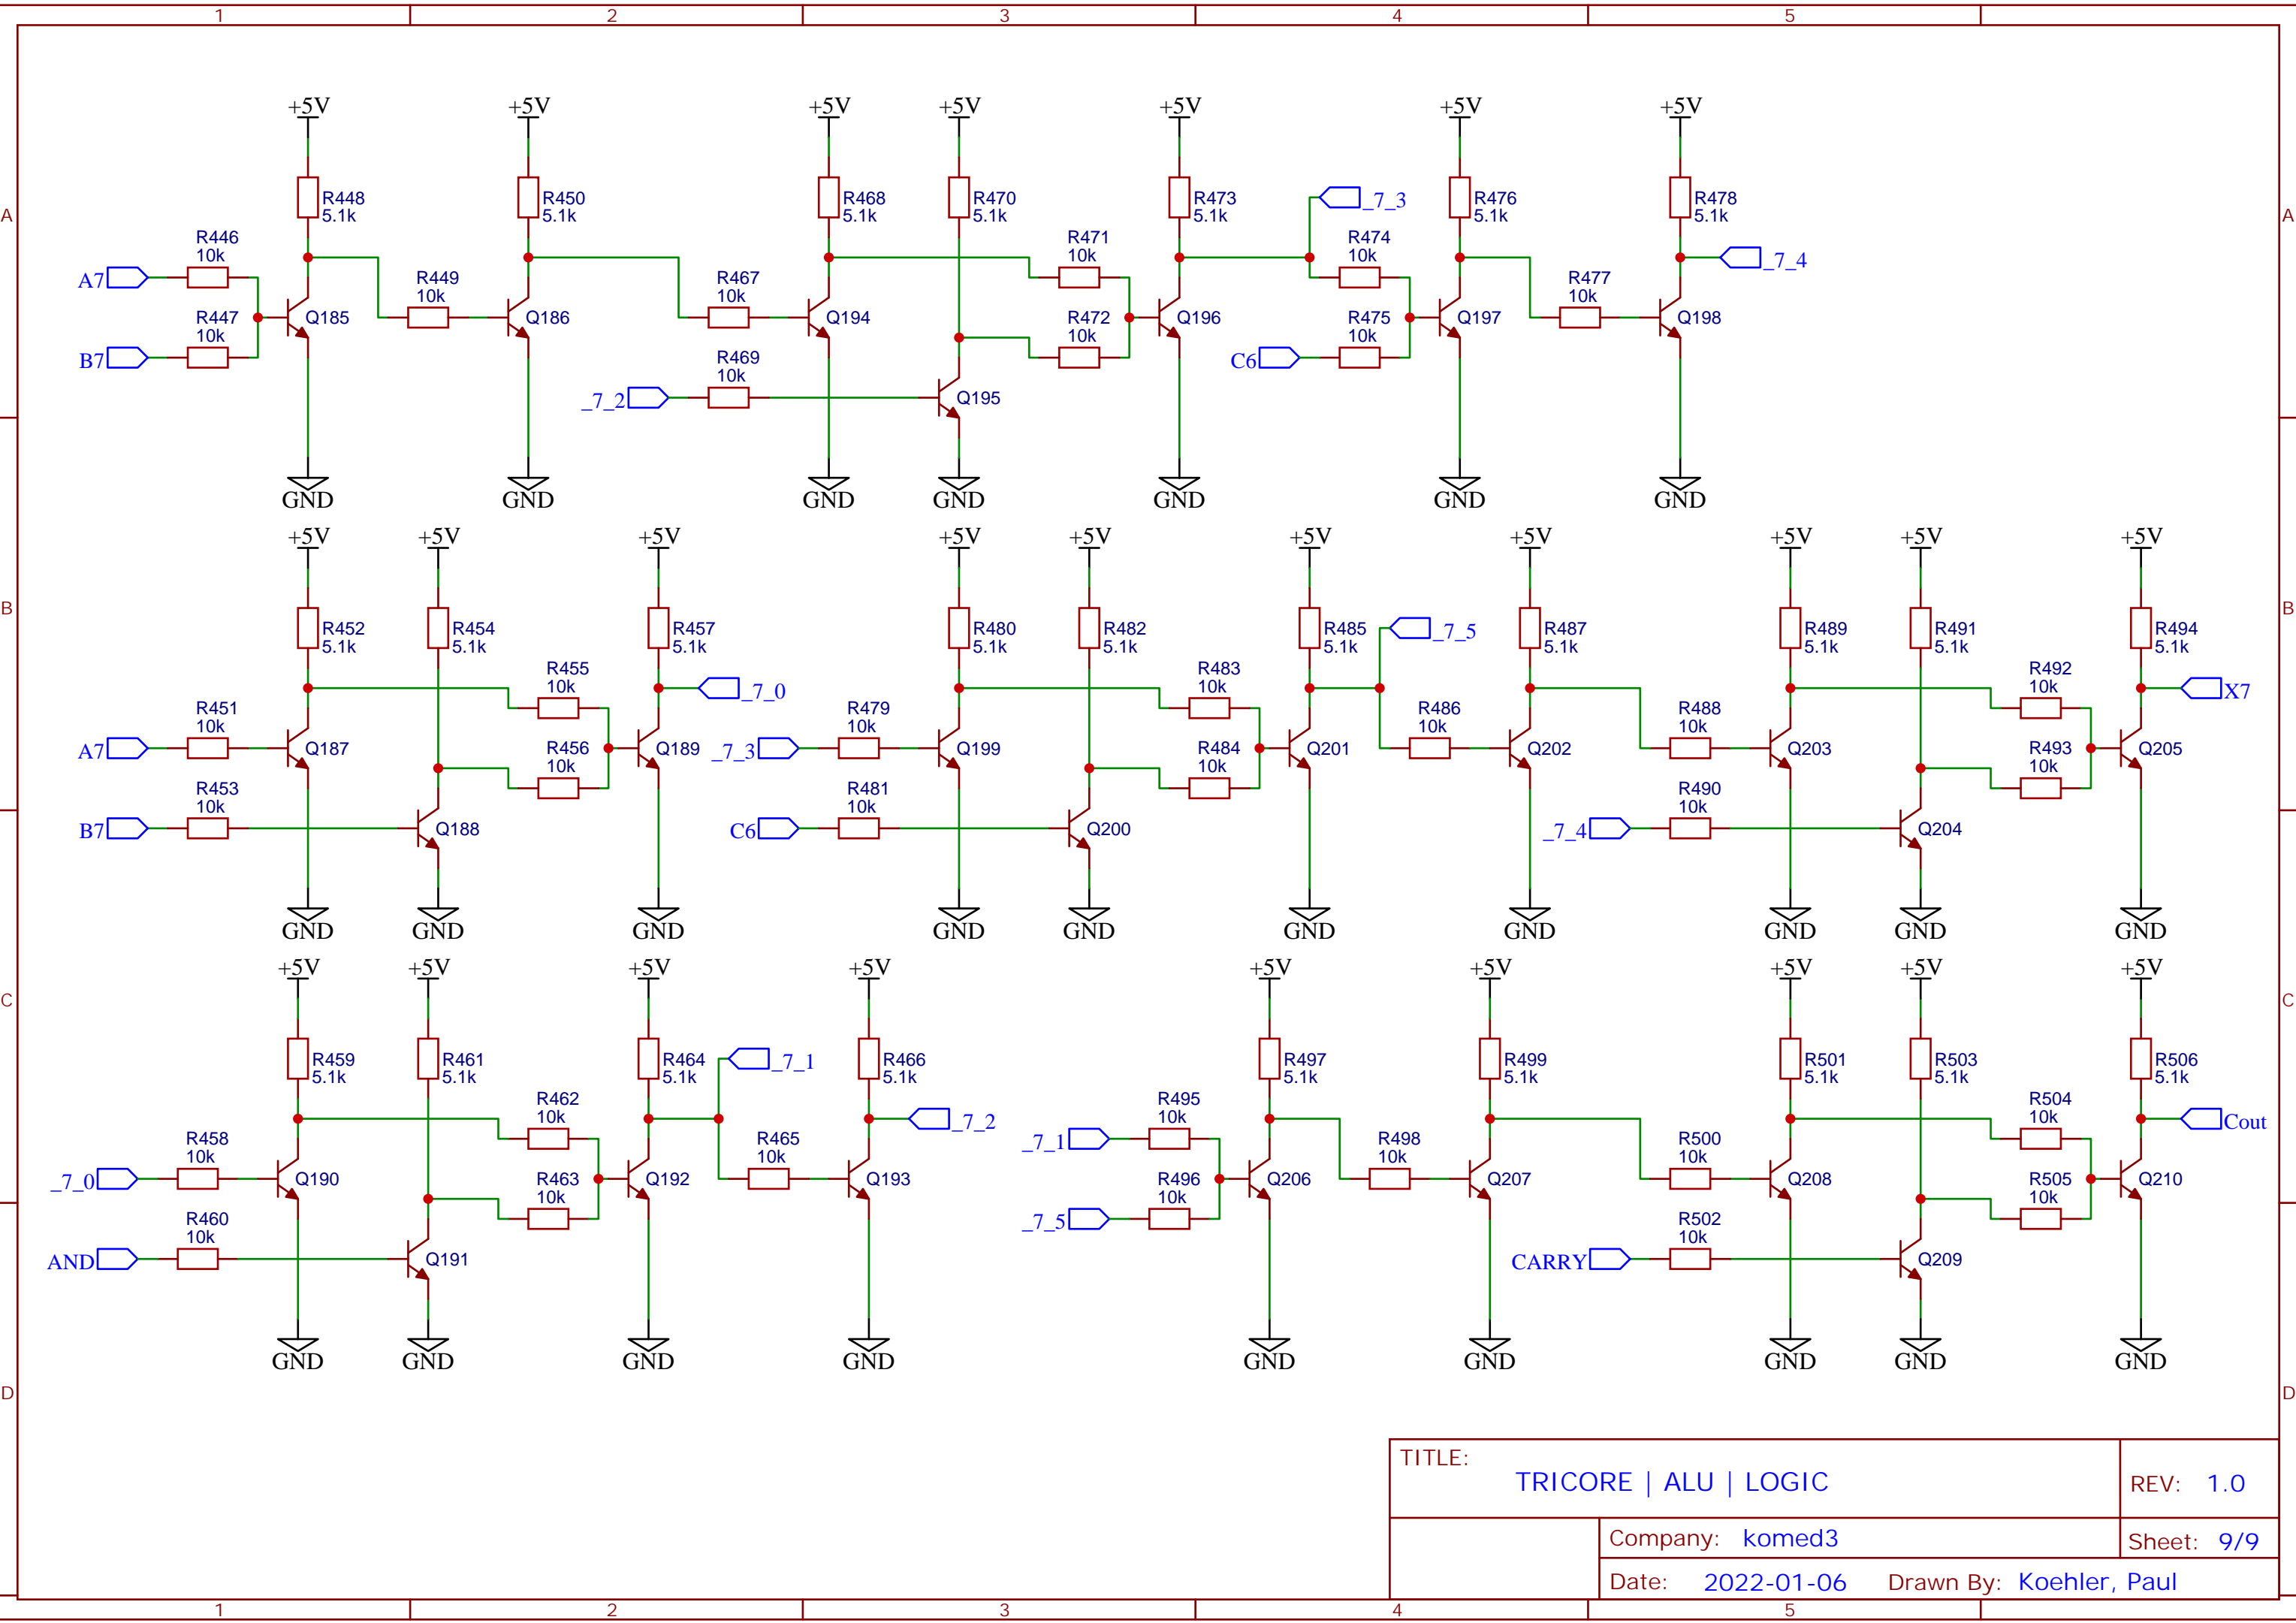 1 2 3 4 5
+5V +5V +5V +5V +5V +5V +5V
A A
R448 R450 R468 R470 R473 _7_3 R476 R478
5.1k 5.1k 5.1k 5.1k 5.1k 5.1k 5.1k
R446 R471 R474
10k 10k 10k
_7_4
A7 R449 R467 R477
10k 10k 10k
R447 Q185 Q186 Q194 R472 Q196 R475 Q197 Q198
10k 10k 10k
B7 R469 C6
10k
_7_2 Q195
GND GND GND GND GND GND GND
+5V +5V +5V +5V +5V +5V +5V +5V +5V +5V
B B
R452 R454 R457 R480 R482 R485 _7_5 R487 R489 R491 R494
5.1k 5.1k 5.1k 5.1k 5.1k 5.1k 5.1k 5.1k 5.1k 5.1k
R455 R483 R492
10k 10k 10k
_7_0 X7
R451 R479 R486 R488
10k 10k 10k 10k
A7 Q187 R456 Q189 _7_3 Q199 R484 Q201 Q202 Q203 R493 Q205
10k 10k 10k
R453 R481 R490
10k 10k 10k
B7 Q188 C6 Q200 _7_4 Q204
GND GND GND GND GND GND GND GND GND GND
+5V +5V +5V +5V +5V +5V +5V +5V +5V
C C
R459 R461 R464 _7_1 R466 R497 R499 R501 R503 R506
5.1k 5.1k 5.1k 5.1k 5.1k 5.1k 5.1k 5.1k 5.1k
R462 R495 R504
10k 10k 10k
_7_2 Cout
R458 R465 _7_1 R498 R500
10k 10k 10k 10k
_7_0 Q190 R463 Q192 Q193 R496 Q206 Q207 Q208 R505 Q210
10k 10k 10k
R460 _7_5 R502
10k 10k
AND Q191 CARRY Q209
GND GND GND GND GND GND GND GND GND
D D
TITLE:
TRICORE | ALU | LOGIC
REV: 1.0
Company: komed3
Sheet: 9/9
Date: 2022-01-06 Drawn By: Koehler, Paul
1 2 3 4 5